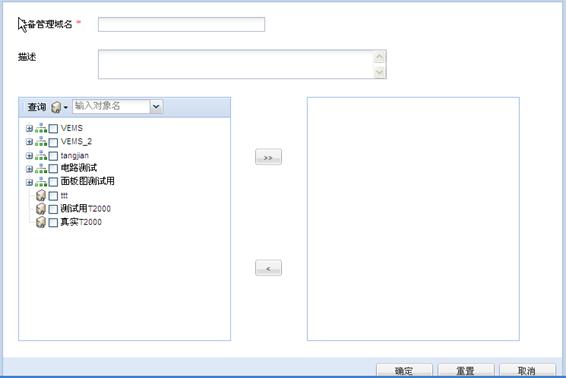 设备管理域名 *
描述
查询 输入对象名
VEMS
VEMS_2
tangjian
电路测试
面板图测试用
ttt
测试用T2000
真实T2000
>>
<
确定 重置 取消